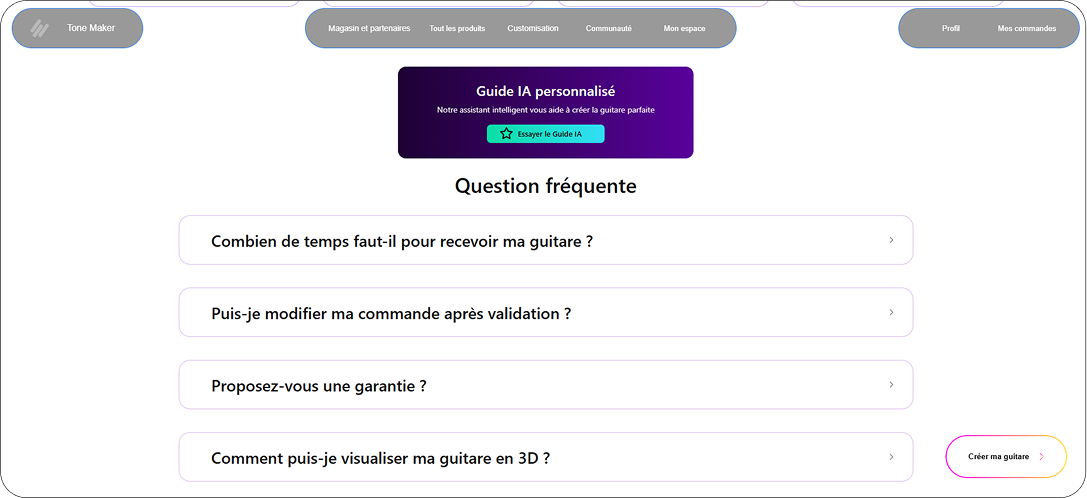 Tone Maker
Magasin et partenaires
Tout les produits
Customisation
Communauté
Mon espace
Profil
Mes commandes
Guide IA personnalisé
Notre assistant intelligent vous aide à créer la guitare parfaite
Essayer le Guide IA
Question fréquente
Combien de temps faut-il pour recevoir ma guitare ?
Puis-je modifier ma commande après validation ?
Proposez-vous une garantie ?
Comment puis-je visualiser ma guitare en 3D ?
Créer ma guitare